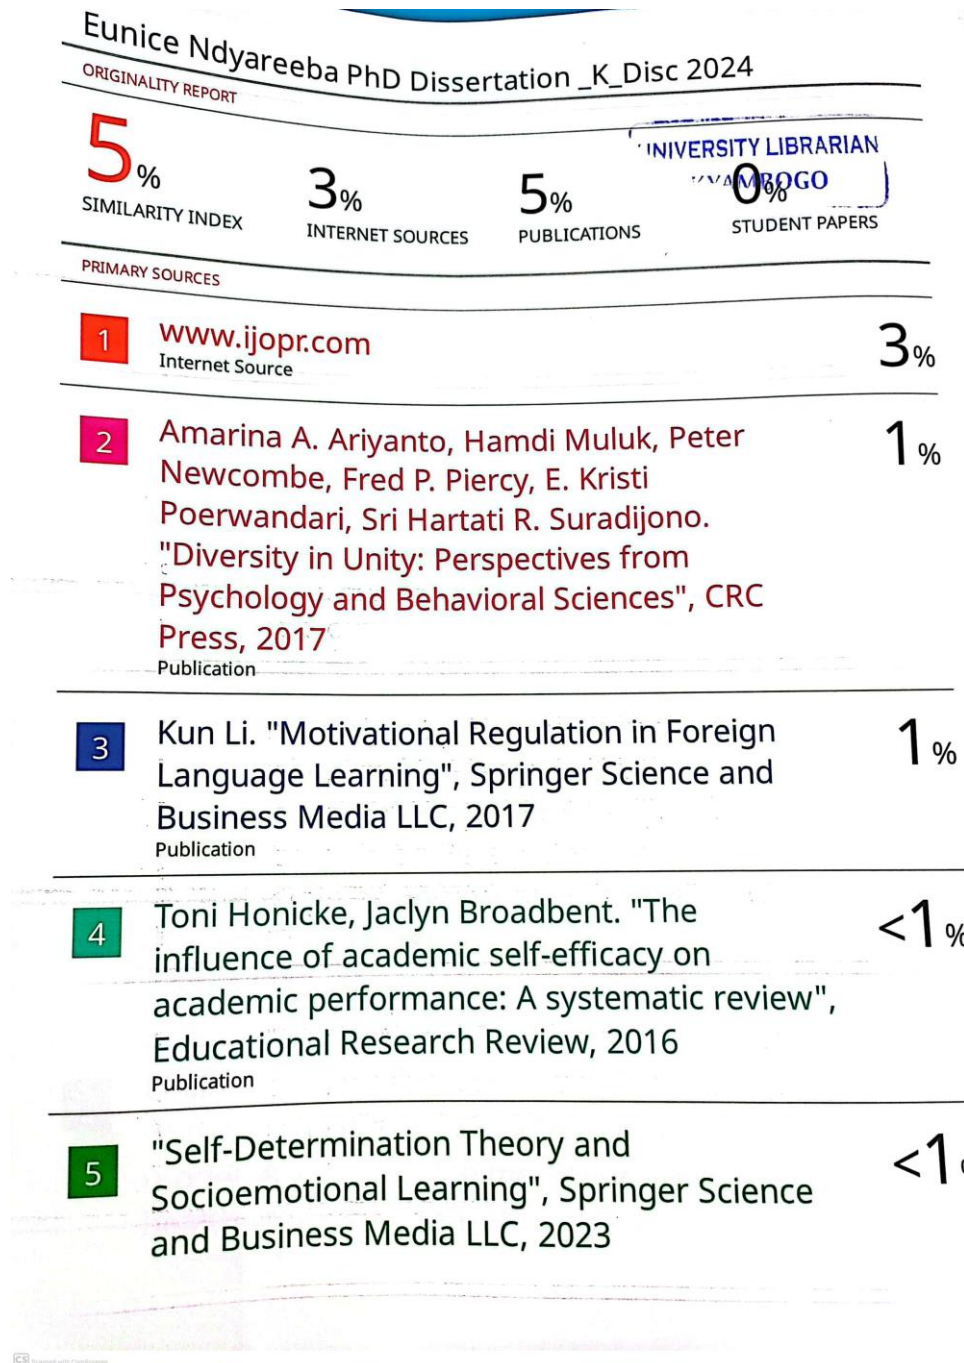 Eunice Ndyareeba PhD Dissertation _K_Disc 2024
ORIGINALITY REPORT
5%
SIMILARITY INDEX
3%
INTERNET SOURCES
5%
PUBLICATIONS
0%
STUDENT PAPERS
UNIVERSITY LIBRARIAN
PRIMARY SOURCES
1
www.ijopr.com
Internet Source
3%
2
Amarina A. Ariyanto, Hamdi Muluk, Peter
Newcombe, Fred P. Piercy, E. Kristi
Poerwandari, Sri Hartati R. Suradijono.
"Diversity in Unity: Perspectives from
Psychology and Behavioral Sciences", CRC
Press, 2017
Publication
1%
3
Kun Li. "Motivational Regulation in Foreign
Language Learning", Springer Science and
Business Media LLC, 2017
Publication
1%
4
Toni Honicke, Jaclyn Broadbent. "The
influence of academic self-efficacy on
academic performance: A systematic review",
Educational Research Review, 2016
Publication
<1%
5
"Self-Determination Theory and
Socioemotional Learning", Springer Science
and Business Media LLC, 2023
<1
CS